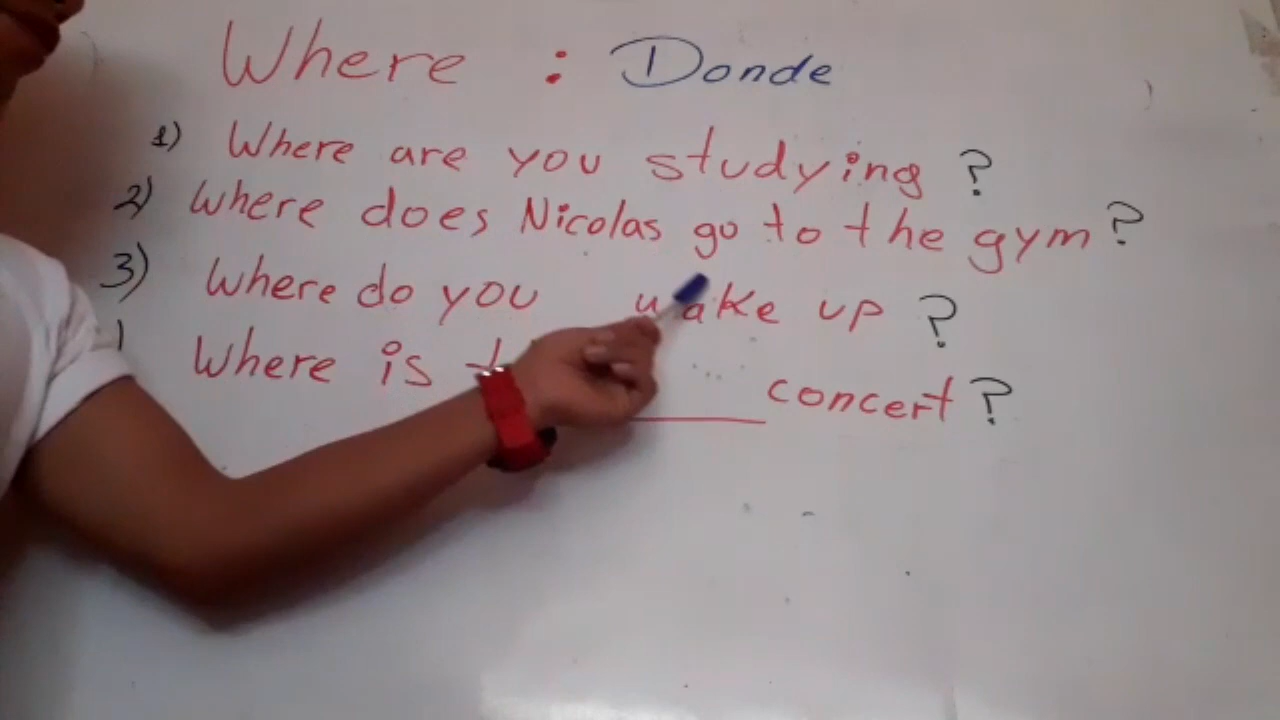 Where : Donde
1) Where are you studying ?
2) Where does Nicolas go to the gym ?
3) Where do you wake up ?
Where is concert ?